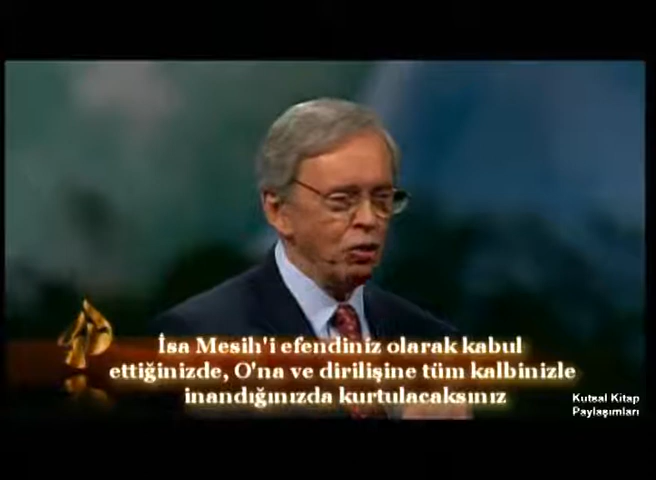 İsa Mesih'i efendiniz olarak kabul
ettiğinizde, O'na ve dirilişine tüm kalbinizle
inandığınızda kurtulacaksınız
Kutsal Kitap
Paylaşımları